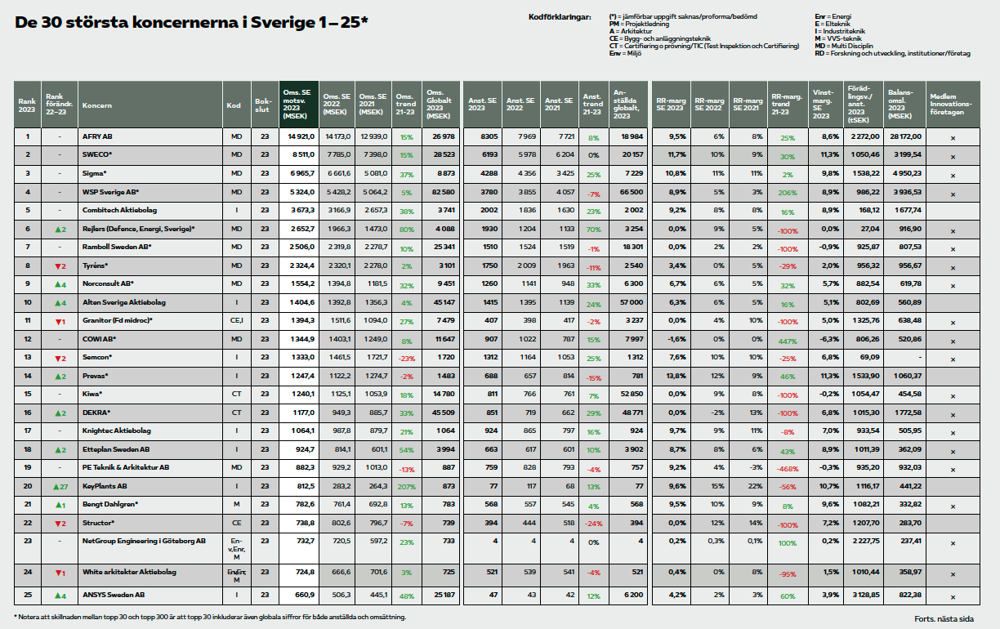 De 30 största koncernerna i Sverige 1–25*
Kodförklaringar:
(*) = jämförbar uppgift saknas/proforma/bedömd
PM = Projektledning
A = Arkitektur
CE = Bygg- och anläggningsteknik
CT = Certifiering o provning/TIC (Test Inspektion och Certifiering)
Env = Miljö
Enr = Energi
E = Elteknik
I = Industriteknik
M = VVS-teknik
MD = Multi Disciplin
RD = Forskning och utveckling, institutioner/företag
Rank 2023 | Rank förändr. 22–23 | Koncern | Kod | Bok-slut | Oms. SE motsv. 2023 (MSEK) | Oms. SE 2022 (MSEK) | Oms. SE 2021 (MSEK) | Oms. trend 21-23 | Oms. Globalt 2023 (MSEK) | Anst. SE 2023 | Anst. SE 2022 | Anst. SE 2021 | Anst. trend 21-23 | An-ställda globalt, 2023 | RR-marg SE 2023 | RR-marg SE 2022 | RR-marg SE 2021 | RR-marg. trend 21-23 | Vinst-marg. SE 2023 | Föräd-lingsv./anst. 2023 (tSEK) | Balans-omsl. 2023 (MSEK) | Medlem Innovations-företagen
1 - AFRY AB MD 23 14 921,0 14 173,0 12 939,0 15% 26 978 8305 7 969 7 721 8% 18 984 9,5% 6% 8% 25% 8,6% 2 272,00 28 172,00 ×
2 - SWECO* MD 23 8 511,0 7 785,0 7 398,0 15% 28 523 6193 5 978 6 204 0% 20 157 11,7% 10% 9% 30% 11,3% 1 050,46 3 199,54 ×
3 - Sigma* MD 23 6 965,7 6 661,6 5 081,0 37% 8 873 4288 4 356 3 425 25% 7 229 10,8% 11% 11% 2% 9,8% 1 538,22 4 950,23 ×
4 - WSP Sverige AB* MD 23 5 324,0 5 428,2 5 064,2 5% 82 580 3780 3 855 4 057 -7% 66 500 8,9% 5% 3% 206% 8,9% 986,22 3 936,53 ×
5 - Combitech Aktiebolag I 23 3 673,3 3 166,9 2 657,3 38% 3 741 2002 1 836 1 630 23% 2 002 9,2% 8% 8% 16% 8,9% 168,12 1 677,74
6 ▲2 Rejlers (Defence, Energi, Sverige)* MD 23 2 652,7 1 966,3 1 473,0 80% 4 088 1930 1 204 1 133 70% 3 254 0,0% 9% 5% -100% 0,0% 27,04 916,90 ×
7 - Ramboll Sweden AB* MD 23 2 506,0 2 319,8 2 278,7 10% 25 341 1510 1 524 1 519 -1% 18 301 0,0% 2% 2% -100% -0,9% 925,87 807,53 ×
8 ▼2 Tyréns* MD 23 2 324,4 2 320,1 2 278,0 2% 3 101 1750 2 009 1 963 -11% 2 540 3,4% 0% 5% -29% 2,0% 956,32 956,67 ×
9 ▲4 Norconsult AB* MD 23 1 554,2 1 394,8 1 181,5 32% 9 451 1260 1 141 948 33% 6 300 6,7% 6% 5% 32% 5,7% 882,54 619,78 ×
10 ▲4 Alten Sverige Aktiebolag I 23 1 404,6 1 392,8 1 356,3 4% 45 147 1415 1 395 1 139 24% 57 000 6,3% 6% 5% 16% 5,1% 802,69 560,89
11 ▼1 Granitor (Fd midroc)* CE,I 23 1 394,3 1 511,6 1 094,0 27% 7 479 407 398 417 -2% 3 237 0,0% 4% 10% -100% 5,0% 1 325,76 638,48 ×
12 - COWI AB* MD 23 1 344,9 1 403,1 1 249,0 8% 11 647 907 1 022 787 15% 7 997 -1,6% 0% 0% 447% -6,3% 806,26 520,86 ×
13 ▼2 Semcon* I 23 1 333,0 1 461,5 1 721,7 -23% 1 720 1312 1 164 1 053 25% 1 312 7,6% 10% 10% -25% 6,8% 69,09 - ×
14 ▲2 Prevas* I 23 1 247,4 1 122,2 1 274,7 -2% 1 483 688 657 814 -15% 781 13,8% 12% 9% 46% 11,3% 1 533,90 1 060,37
15 - Kiwa* CT 23 1 240,1 1 125,1 1 053,9 18% 14 780 811 766 761 7% 52 850 0,0% 9% 8% -100% -0,2% 1 054,47 454,58 ×
16 ▲2 DEKRA* CT 23 1 177,0 949,3 885,7 33% 45 509 851 719 662 29% 48 771 0,0% -2% 13% -100% 6,8% 1 015,30 1 772,58 ×
17 - Knightec Aktiebolag I 23 1 064,1 987,8 879,7 21% 1 064 924 865 797 16% 924 9,7% 9% 11% -8% 7,0% 933,54 505,95 ×
18 ▲2 Etteplan Sweden AB I 23 924,7 814,1 601,1 54% 3 994 663 617 601 10% 3 902 8,7% 8% 6% 43% 8,9% 1 011,39 362,09 ×
19 - PE Teknik & Arkitektur AB MD 23 882,3 929,2 1 013,0 -13% 887 759 828 793 -4% 757 9,2% 4% -3% -468% -0,3% 935,20 932,03 ×
20 ▲27 KeyPlants AB I 23 812,5 283,2 264,3 207% 873 77 117 68 13% 77 9,6% 15% 22% -56% 10,7% 1 116,17 441,22
21 ▲1 Bengt Dahlgren* M 23 782,6 761,4 692,8 13% 783 568 557 545 4% 568 9,5% 10% 9% 8% 9,6% 1 082,21 332,82 ×
22 ▼2 Structor* CE 23 738,8 802,6 796,7 -7% 739 394 444 518 -24% 394 0,0% 12% 14% -100% 7,2% 1 207,70 283,70
23 - NetGroup Engineering i Göteborg AB En-v,Enr, M 23 732,7 720,5 597,2 23% 733 4 4 4 0% 4 0,2% 0,3% 0,1% 100% 0,2% 2 227,75 237,41 ×
24 ▼1 White arkitekter Aktiebolag Env,Enr, M 23 724,8 666,6 701,6 3% 725 521 539 541 -4% 521 0,4% 0% 8% -95% 1,5% 1 010,44 358,97 ×
25 ▲4 ANSYS Sweden AB I 23 660,9 506,3 445,1 48% 25 187 47 43 42 12% 6 200 4,2% 2% 3% 60% 3,9% 3 128,85 822,38 ×
* Notera att skillnaden mellan topp 30 och topp 300 är att topp 30 inkluderar även globala siffror för både anställda och omsättning.
Forts. nästa sida